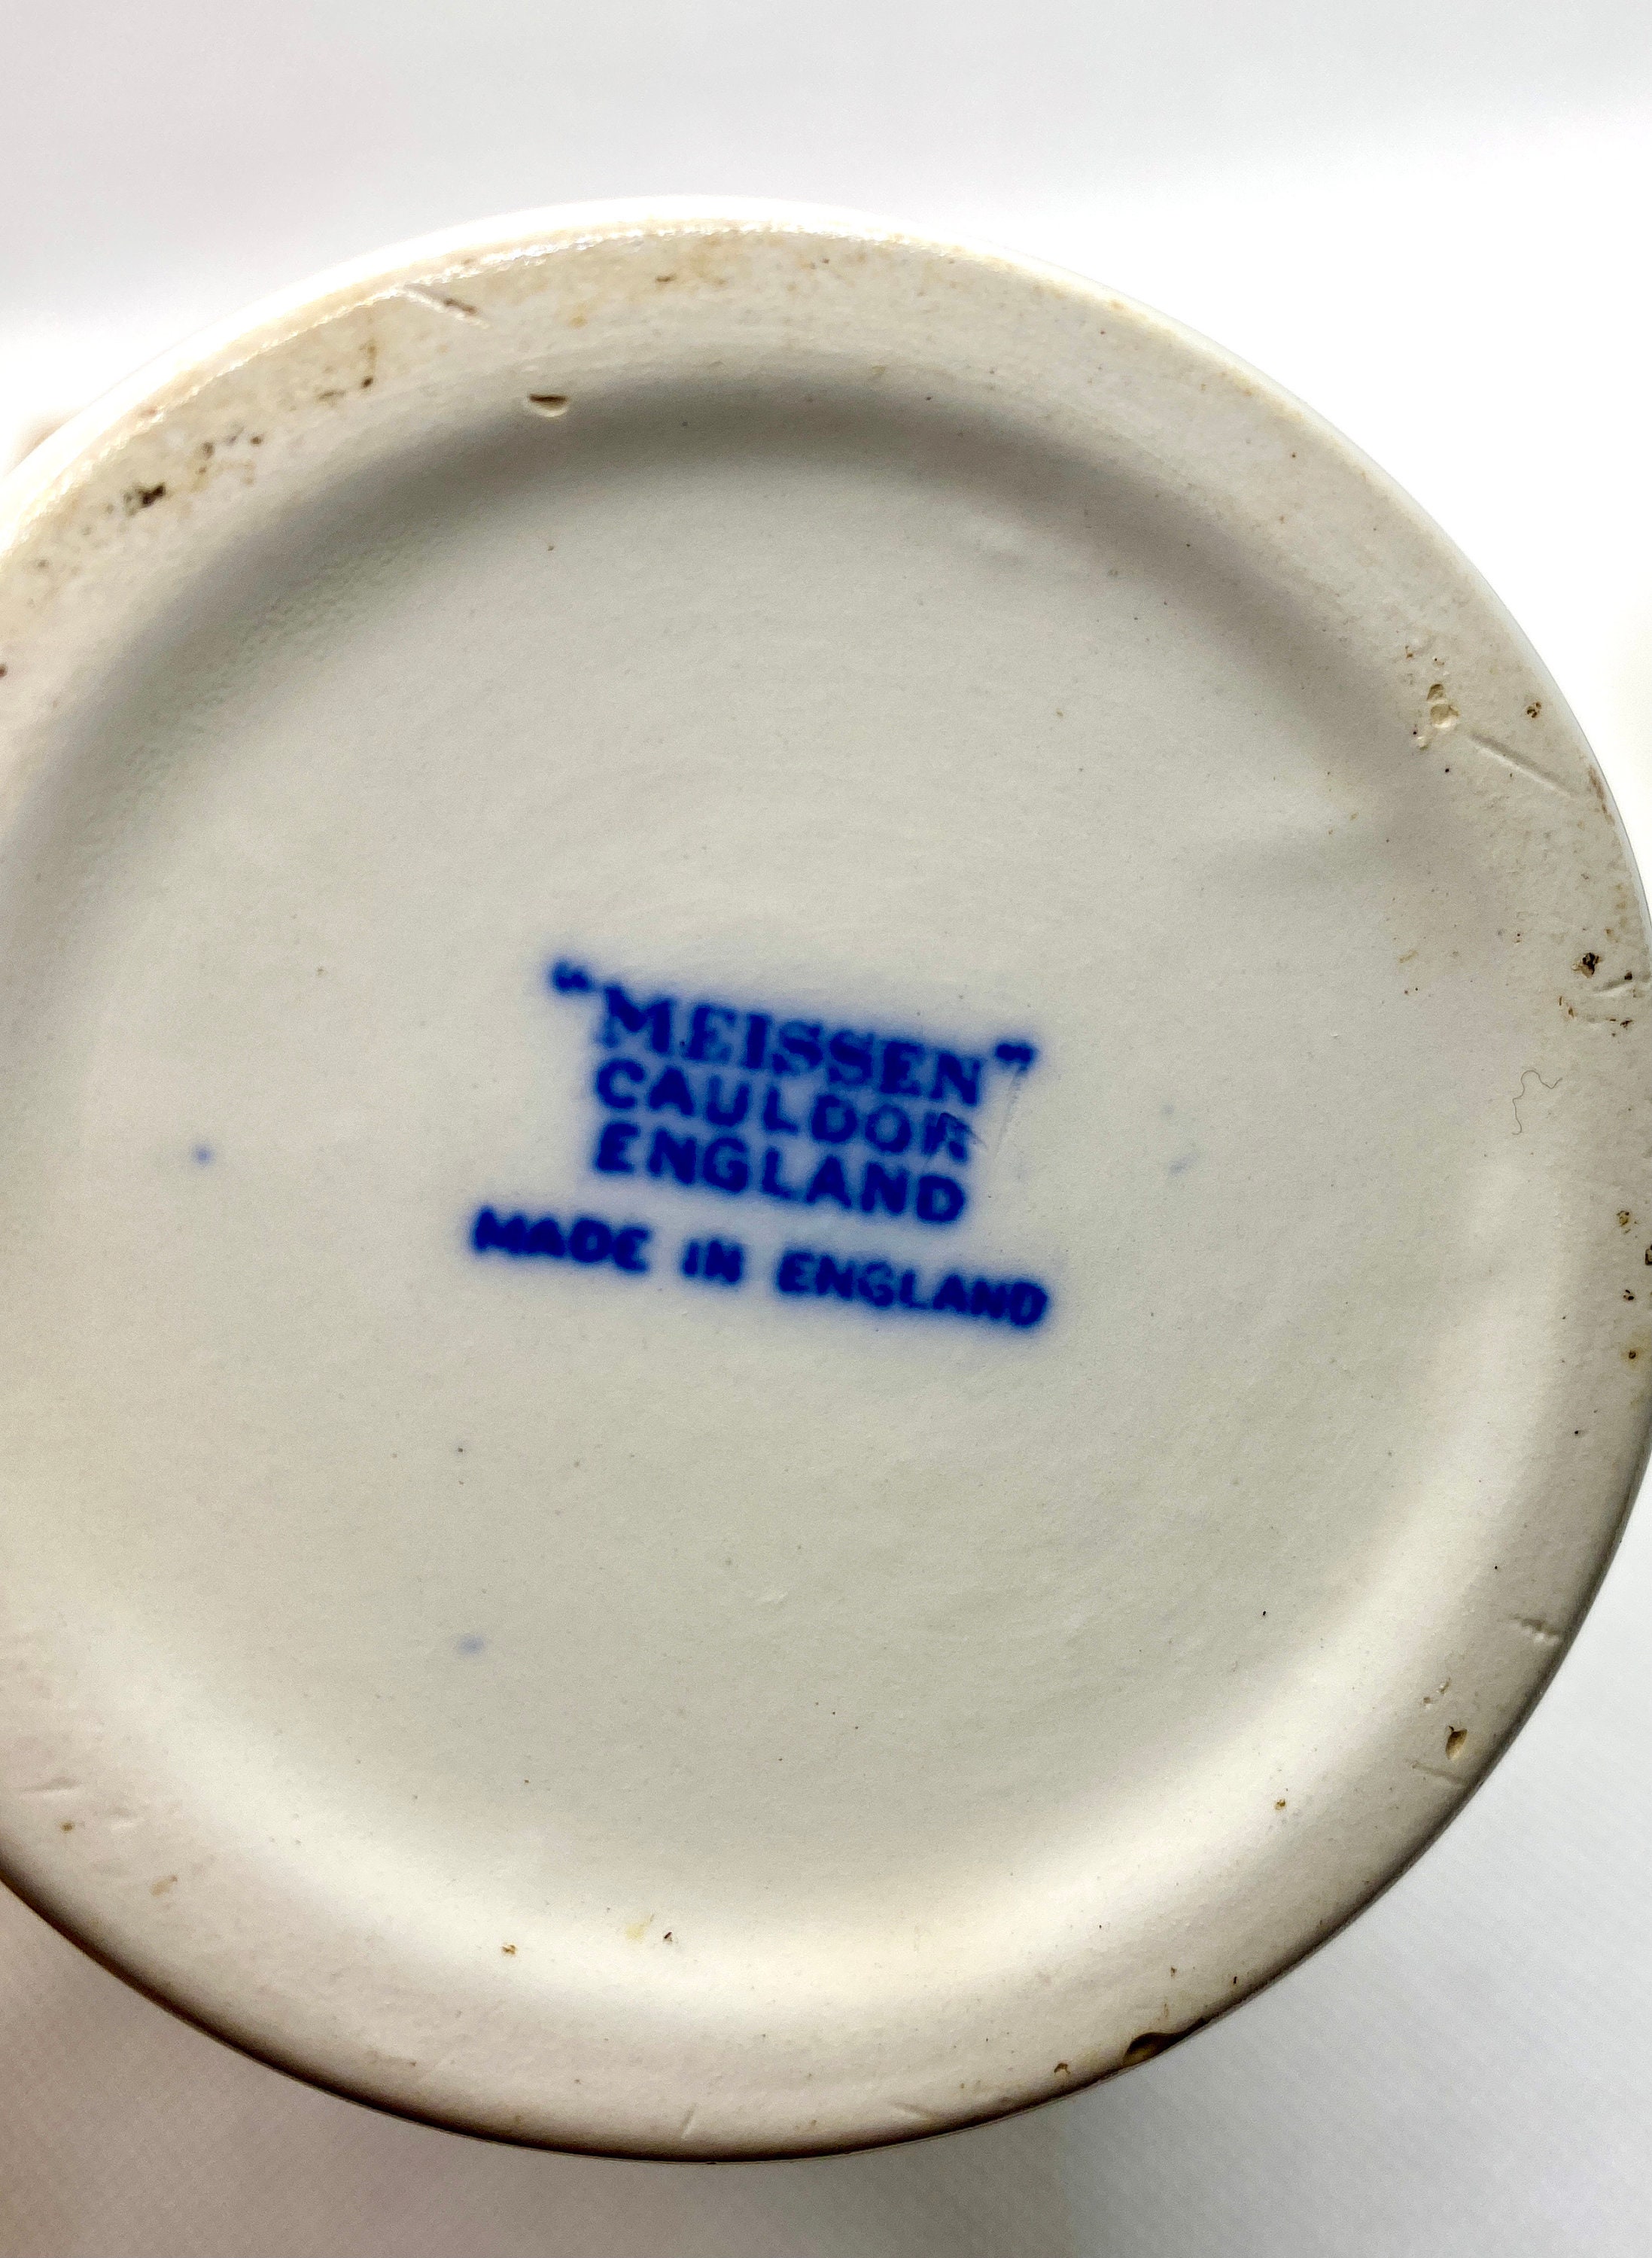 “MEISSEN”
CAULDON
ENGLAND
MADE IN ENGLAND